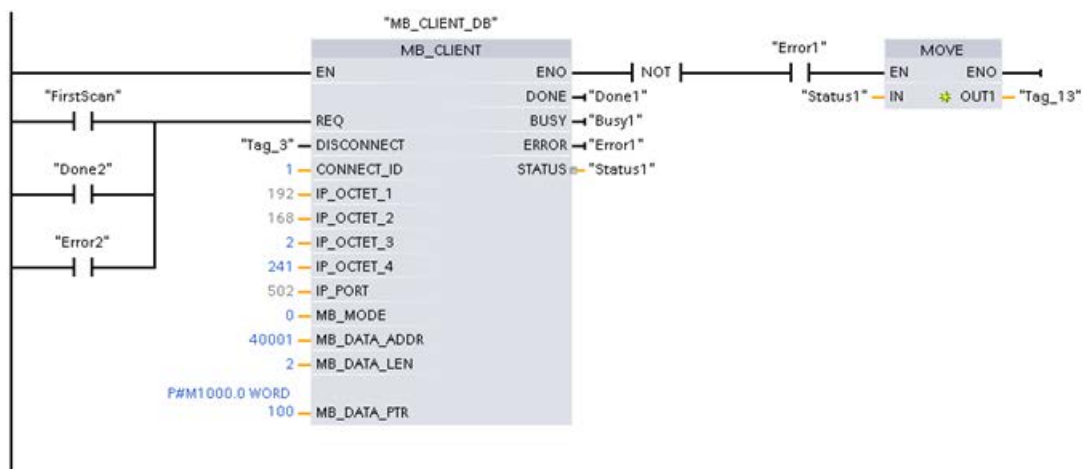 "MB_CLIENT_DB"
MB_CLIENT
"Error1"
MOVE
EN ENO
NOT
EN ENO
"FirstScan"
DONE "Done1"
"Status1" IN OUT1 "Tag_13"
REQ BUSY "Busy1"
"Tag_3" DISCONNECT ERROR "Error1"
"Done2"
1 CONNECT_ID STATUS "Status1"
192 IP_OCTET_1
168 IP_OCTET_2
"Error2"
2 IP_OCTET_3
241 IP_OCTET_4
502 IP_PORT
0 MB_MODE
40001 MB_DATA_ADDR
2 MB_DATA_LEN
P#M1000.0 WORD
100 MB_DATA_PTR